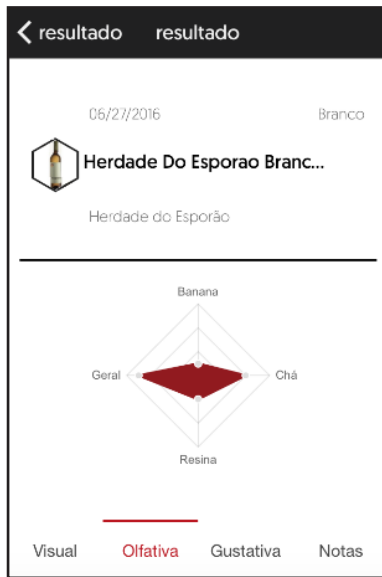 resultado resultado
06/27/2016 Branco
Herdade Do Esporao Branc...
Herdade do Esporão
Banana
Geral Chá
Resina
Visual Olfativa Gustativa Notas